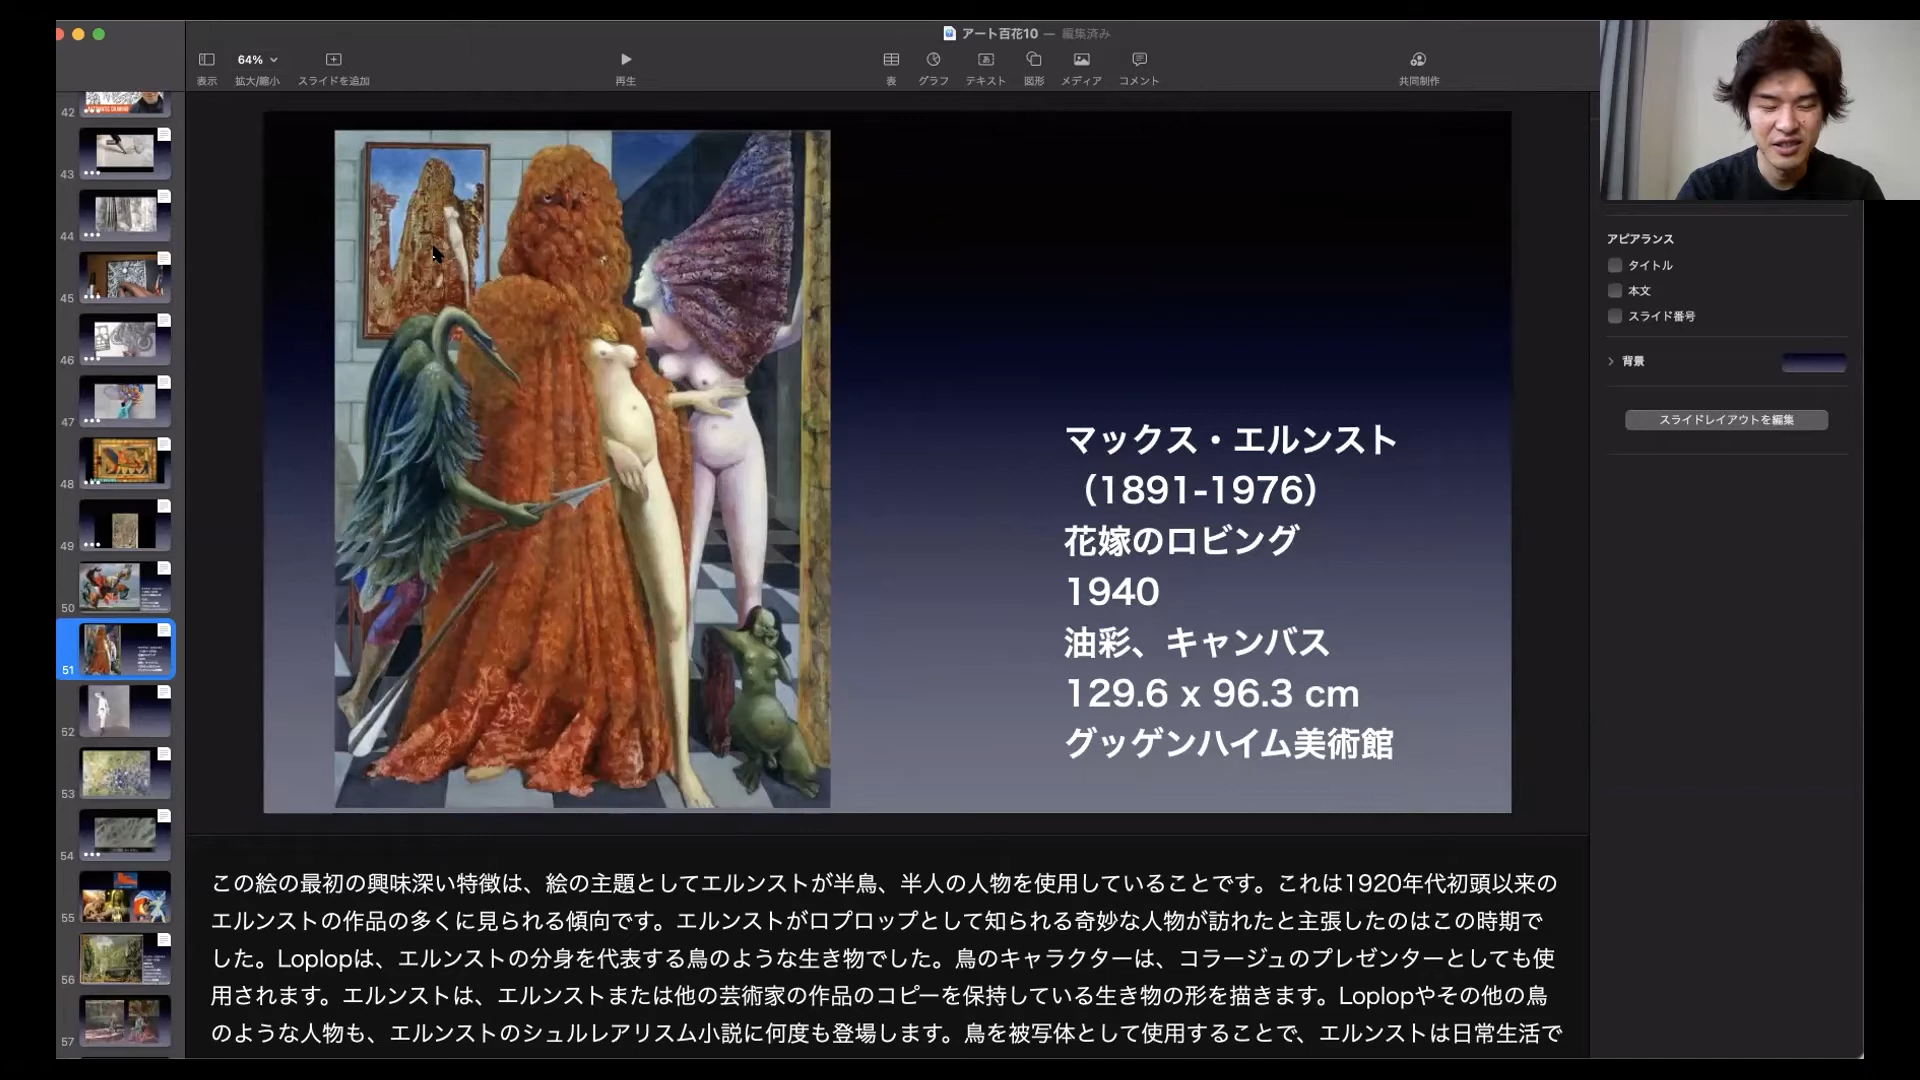 アート百花10 — 編集済み
64%
表示
拡大/縮小
スライドを追加
再生
表
グラフ
テキスト
図形
メディア
コメント
共同制作
42
43
44
45
46
47
48
49
50
51
52
53
54
55
56
57
マックス・エルンスト
（1891-1976）
花嫁のロビング
1940
油彩、キャンバス
129.6 x 96.3 cm
グッゲンハイム美術館
アピアランス
タイトル
本文
スライド番号
背景
スライドレイアウトを編集
この絵の最初の興味深い特徴は、絵の主題としてエルンストが半鳥、半人の人物を使用していることです。これは1920年代初頭以来の
エルンストの作品の多くに見られる傾向です。エルンストがロプロップとして知られる奇妙な人物が訪れたと主張したのはこの時期で
した。Loplopは、エルンストの分身を代表する鳥のような生き物でした。鳥のキャラクターは、コラージュのプレゼンターとしても使
用されます。エルンストは、エルンストまたは他の芸術家の作品のコピーを保持している生き物の形を描きます。Loplopやその他の鳥
のような人物も、エルンストのシュルレアリスム小説に何度も登場します。鳥を被写体として使用することで、エルンストは日常生活で